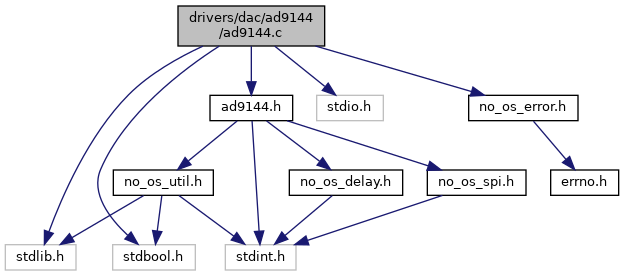 drivers/dac/ad9144
/ad9144.c
ad9144.h
stdio.h
no_os_error.h
no_os_util.h
no_os_delay.h
no_os_spi.h
errno.h
stdlib.h
stdbool.h
stdint.h